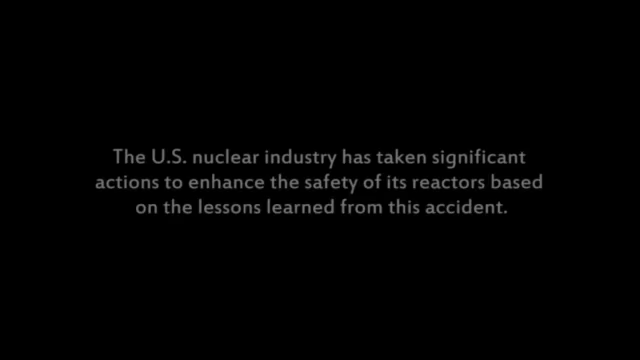 The U.S. nuclear industry has taken significant
actions to enhance the safety of its reactors based
on the lessons learned from this accident.